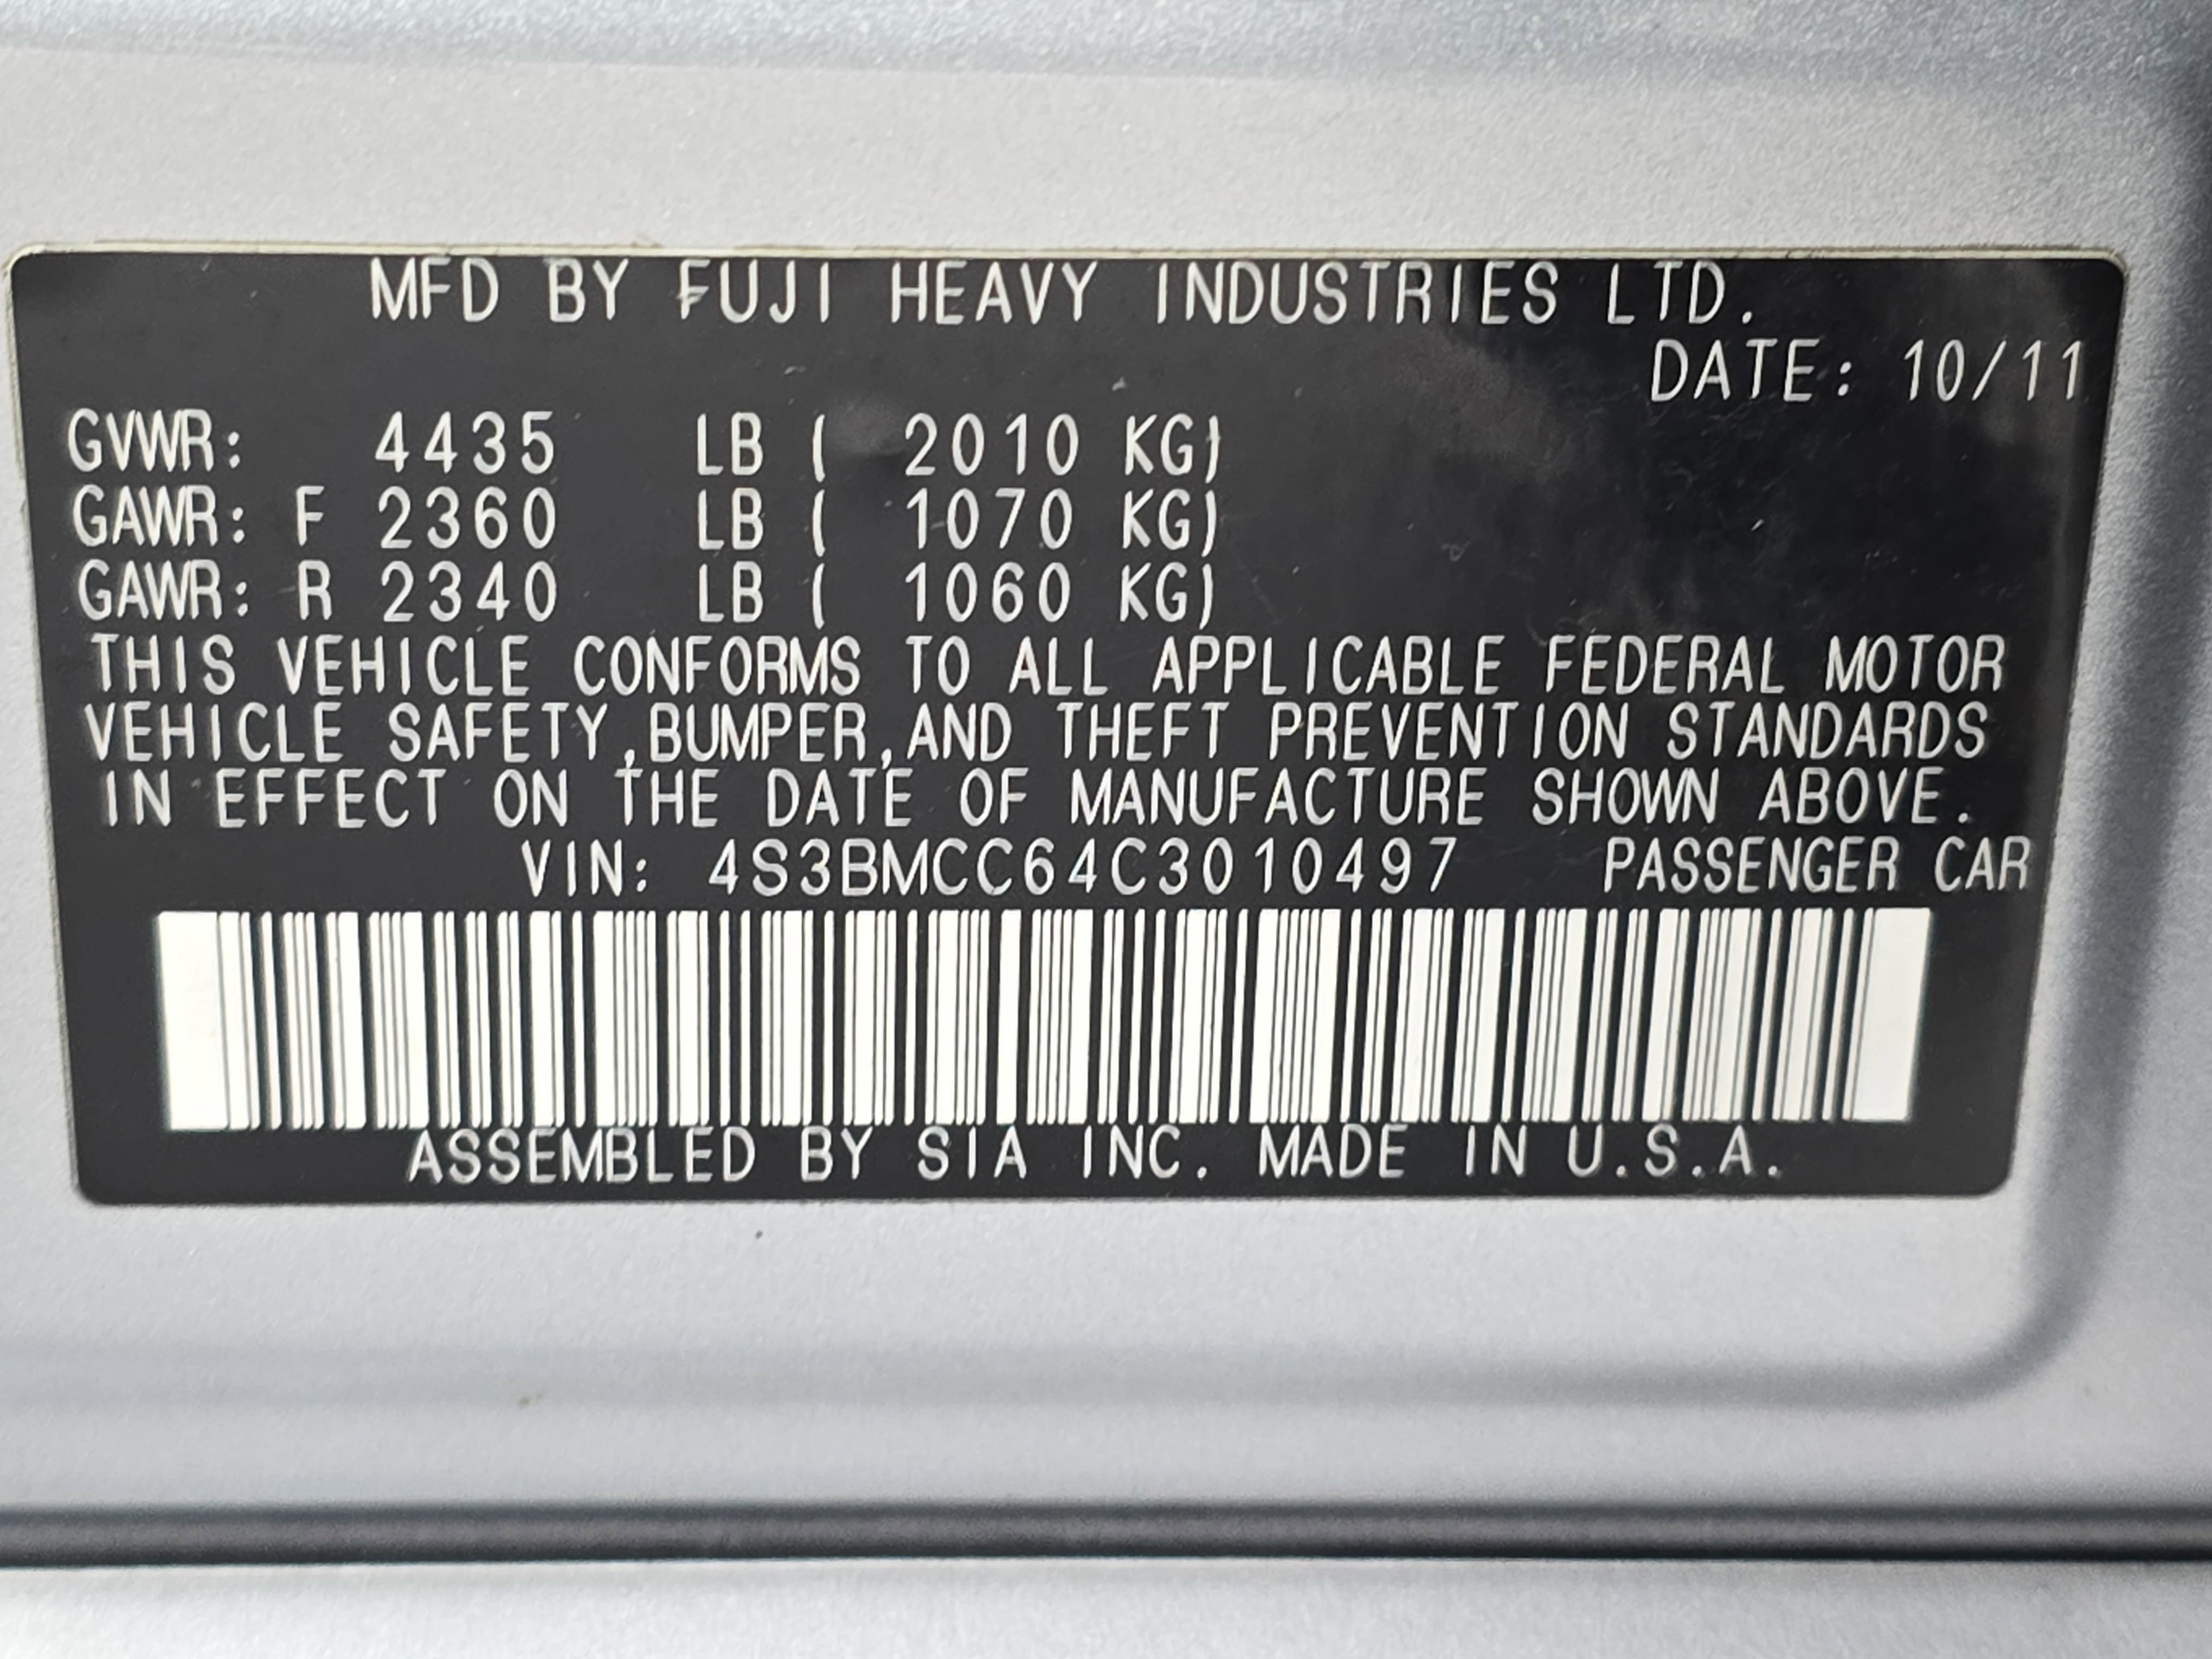 MFD BY FUJI HEAVY INDUSTRIES LTD.
DATE: 10/11
GVWR: 4435 LB ( 2010 KG)
GAWR: F 2360 LB ( 1070 KG)
GAWR: R 2340 LB ( 1060 KG)
THIS VEHICLE CONFORMS TO ALL APPLICABLE FEDERAL MOTOR
VEHICLE SAFETY,BUMPER,AND THEFT PREVENTION STANDARDS
IN EFFECT ON THE DATE OF MANUFACTURE SHOWN ABOVE.
VIN: 4S3BMCC64C3010497 PASSENGER CAR
ASSEMBLED BY SIA INC. MADE IN U.S.A.